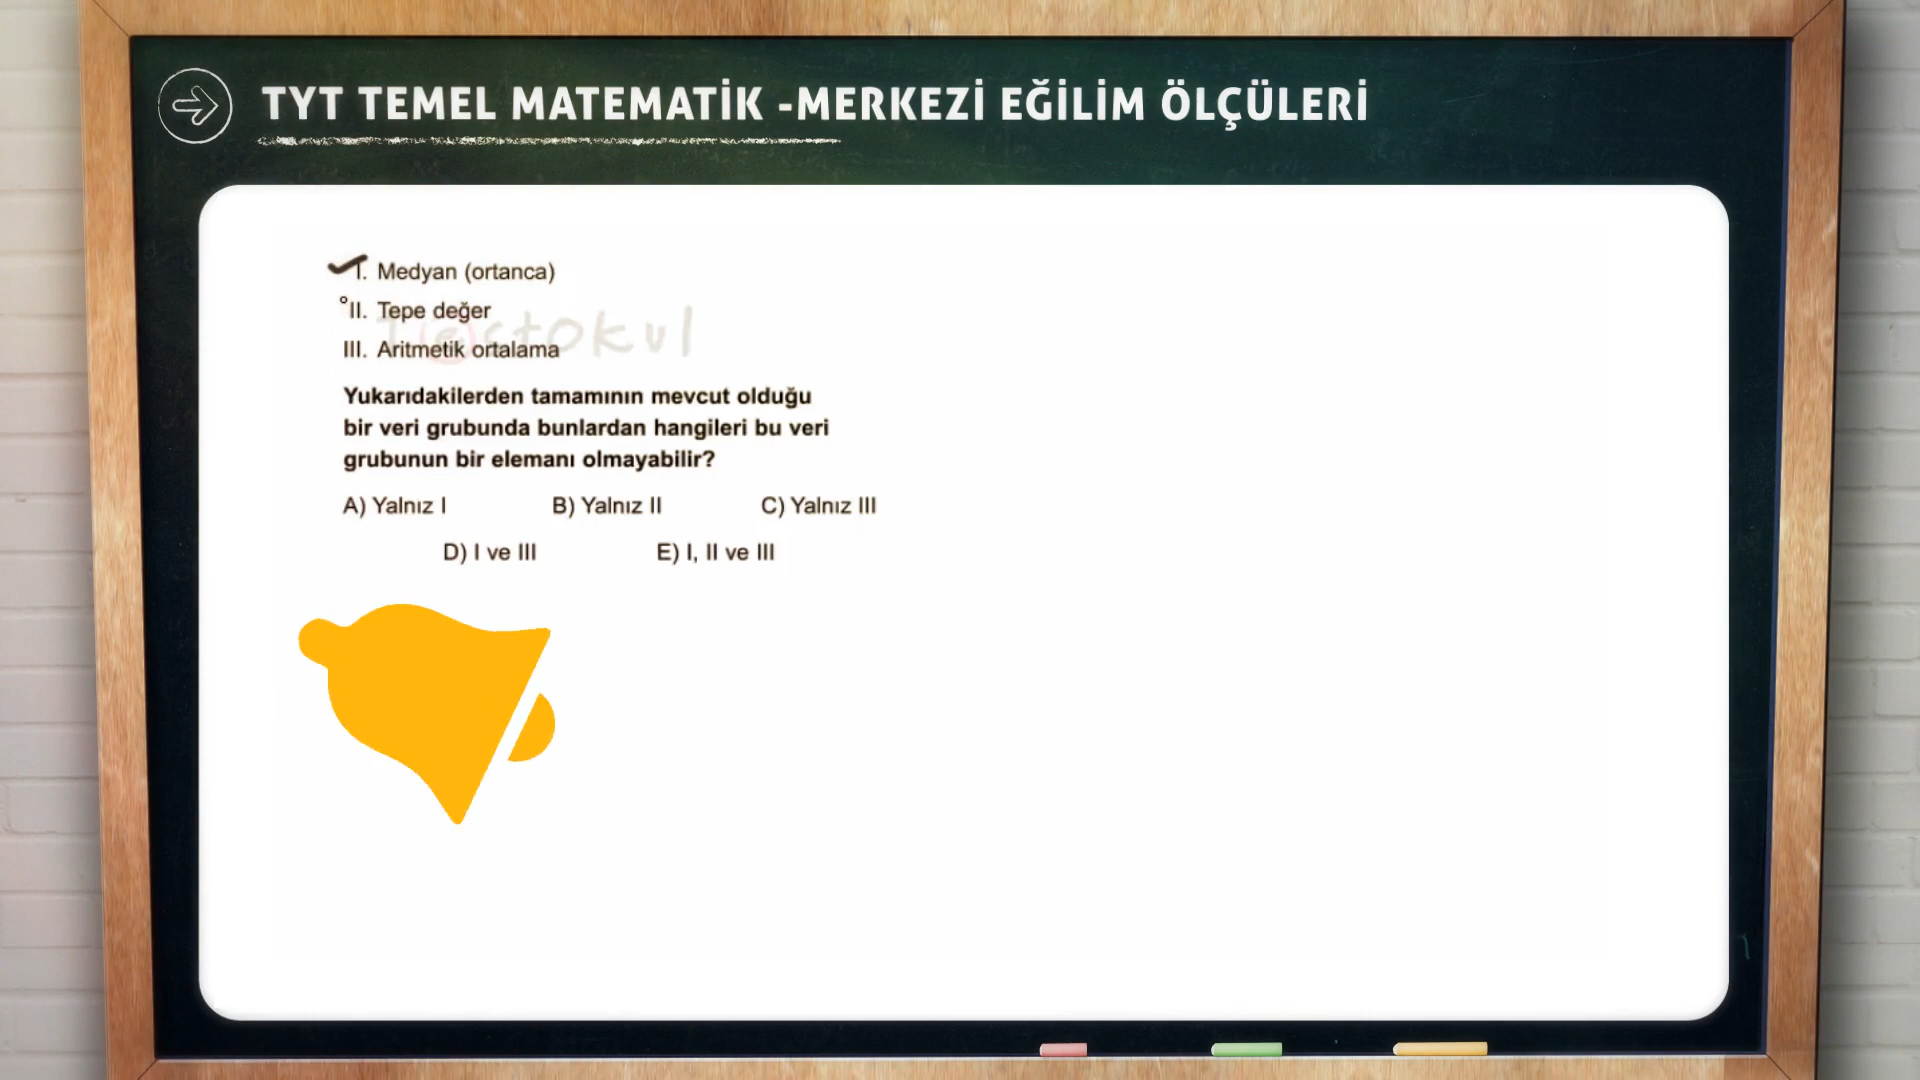 TYT TEMEL MATEMATİK -MERKEZİ EĞİLİM ÖLÇÜLERİ
I. Medyan (ortanca)
II. Tepe değer
Testokul
III. Aritmetik ortalama
Yukarıdakilerden tamamının mevcut olduğu
bir veri grubunda bunlardan hangileri bu veri
grubunun bir elemanı olmayabilir?
A) Yalnız I B) Yalnız II C) Yalnız III
D) I ve III E) I, II ve III